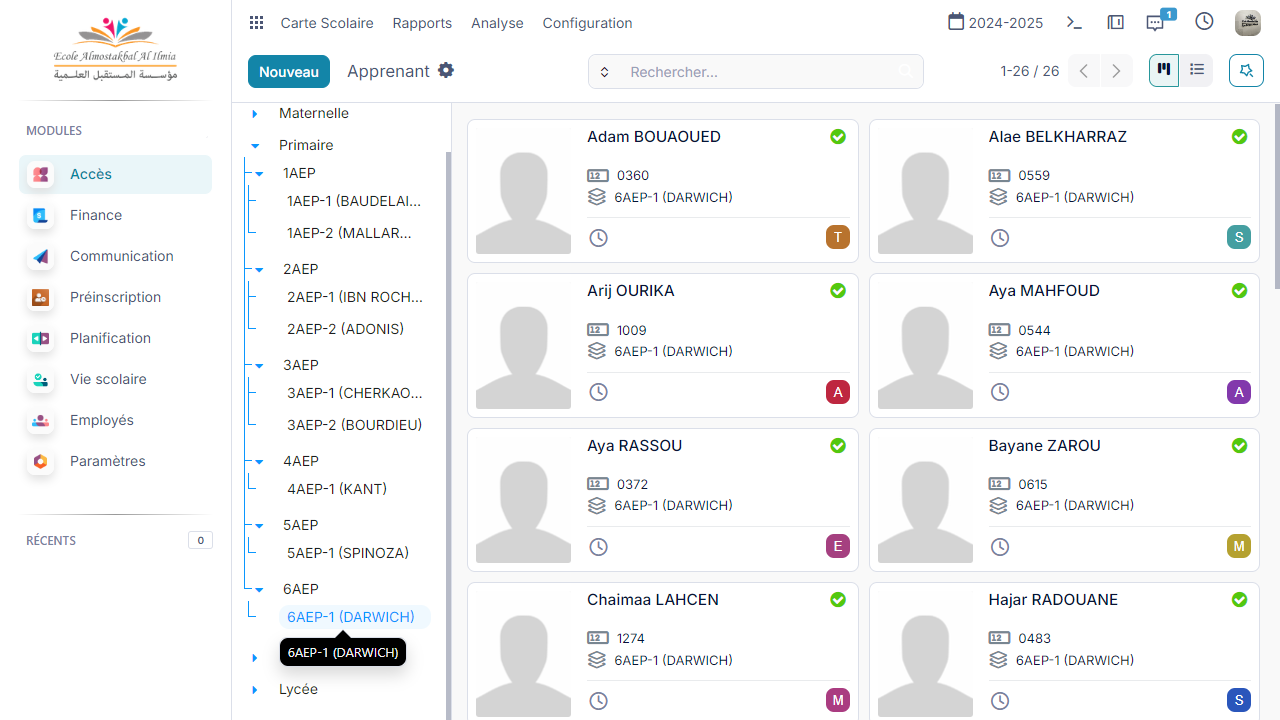 Ecole Almostakbal Al Ilmia
مؤسسة المستقبل العلمية
MODULES
Accès
Finance
Communication
Préinscription
Planification
Vie scolaire
Employés
Paramètres
RÉCENTS
0
Carte Scolaire
Rapports
Analyse
Configuration
2024-2025
1
Nouveau
Apprenant
Rechercher...
1-26 / 26
Maternelle
Primaire
1AEP
1AEP-1 (BAUDELAI...
1AEP-2 (MALLAR...
2AEP
2AEP-1 (IBN ROCH...
2AEP-2 (ADONIS)
3AEP
3AEP-1 (CHERKAO...
3AEP-2 (BOURDIEU)
4AEP
4AEP-1 (KANT)
5AEP
5AEP-1 (SPINOZA)
6AEP
6AEP-1 (DARWICH)
6AEP-1 (DARWICH)
Lycée
Adam BOUAOUED
12 0360
6AEP-1 (DARWICH)
T
Alae BELKHARRAZ
12 0559
6AEP-1 (DARWICH)
S
Arij OURIKA
12 1009
6AEP-1 (DARWICH)
A
Aya MAHFOUD
12 0544
6AEP-1 (DARWICH)
A
Aya RASSOU
12 0372
6AEP-1 (DARWICH)
E
Bayane ZAROU
12 0615
6AEP-1 (DARWICH)
M
Chaimaa LAHCEN
12 1274
6AEP-1 (DARWICH)
M
Hajar RADOUANE
12 0483
6AEP-1 (DARWICH)
S